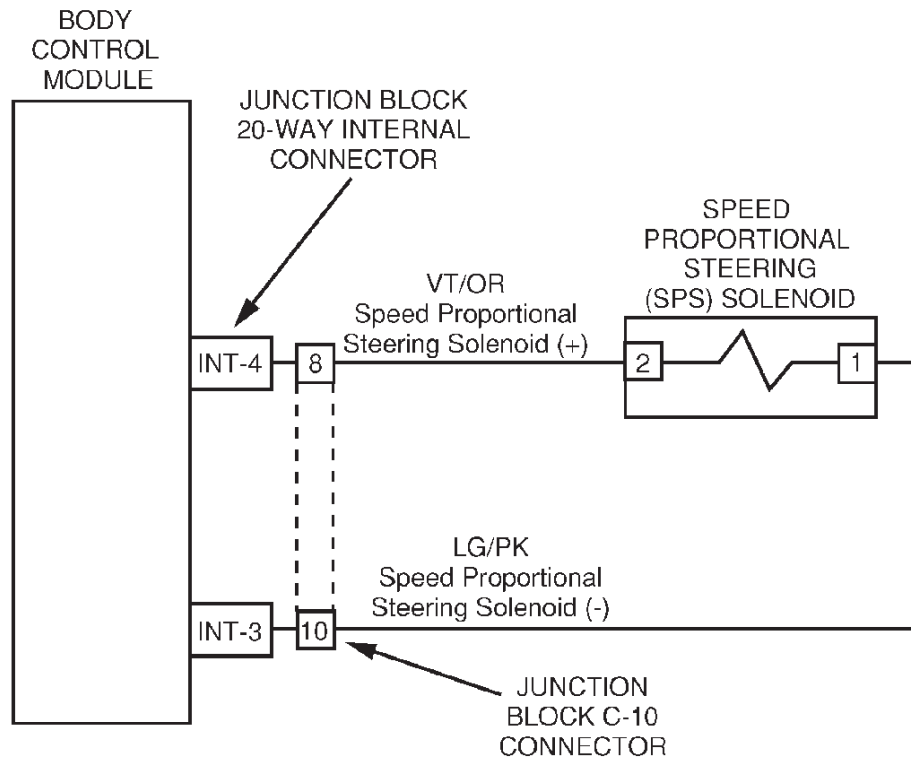 BODY
CONTROL
MODULE
JUNCTION BLOCK
20-WAY INTERNAL
CONNECTOR
SPEED
PROPORTIONAL
STEERING
(SPS) SOLENOID
VT/OR
Speed Proportional
Steering Solenoid (+)
INT-4
8
2
1
LG/PK
Speed Proportional
Steering Solenoid (-)
INT-3
10
JUNCTION
BLOCK C-10
CONNECTOR